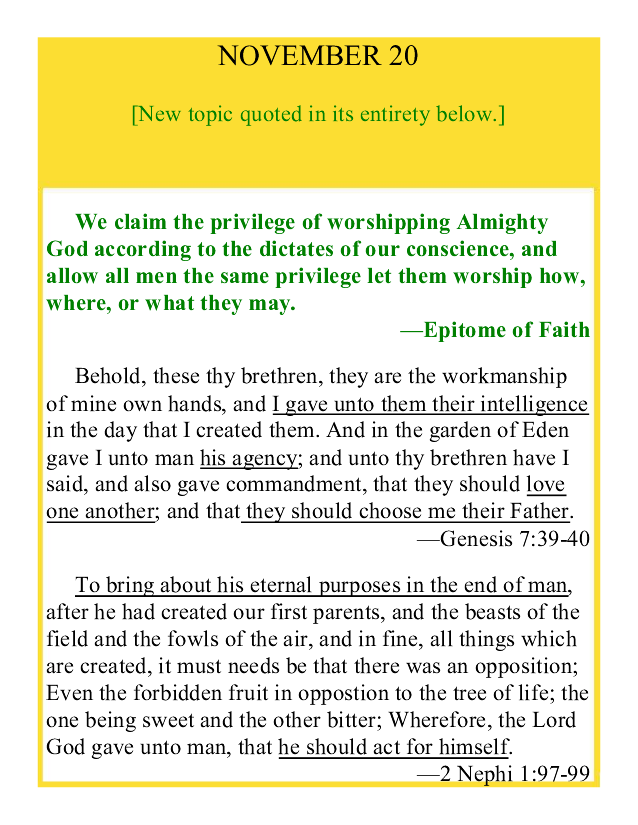 NOVEMBER 20
[New topic quoted in its entirety below.]
We claim the privilege of worshipping Almighty
God according to the dictates of our conscience, and
allow all men the same privilege let them worship how,
where, or what they may.
—Epitome of Faith
Behold, these thy brethren, they are the workmanship
of mine own hands, and I gave unto them their intelligence
in the day that I created them. And in the garden of Eden
gave I unto man his agency; and unto thy brethren have I
said, and also gave commandment, that they should love
one another; and that they should choose me their Father.
—Genesis 7:39-40
To bring about his eternal purposes in the end of man,
after he had created our first parents, and the beasts of the
field and the fowls of the air, and in fine, all things which
are created, it must needs be that there was an opposition;
Even the forbidden fruit in oppostion to the tree of life; the
one being sweet and the other bitter; Wherefore, the Lord
God gave unto man, that he should act for himself.
—2 Nephi 1:97-99